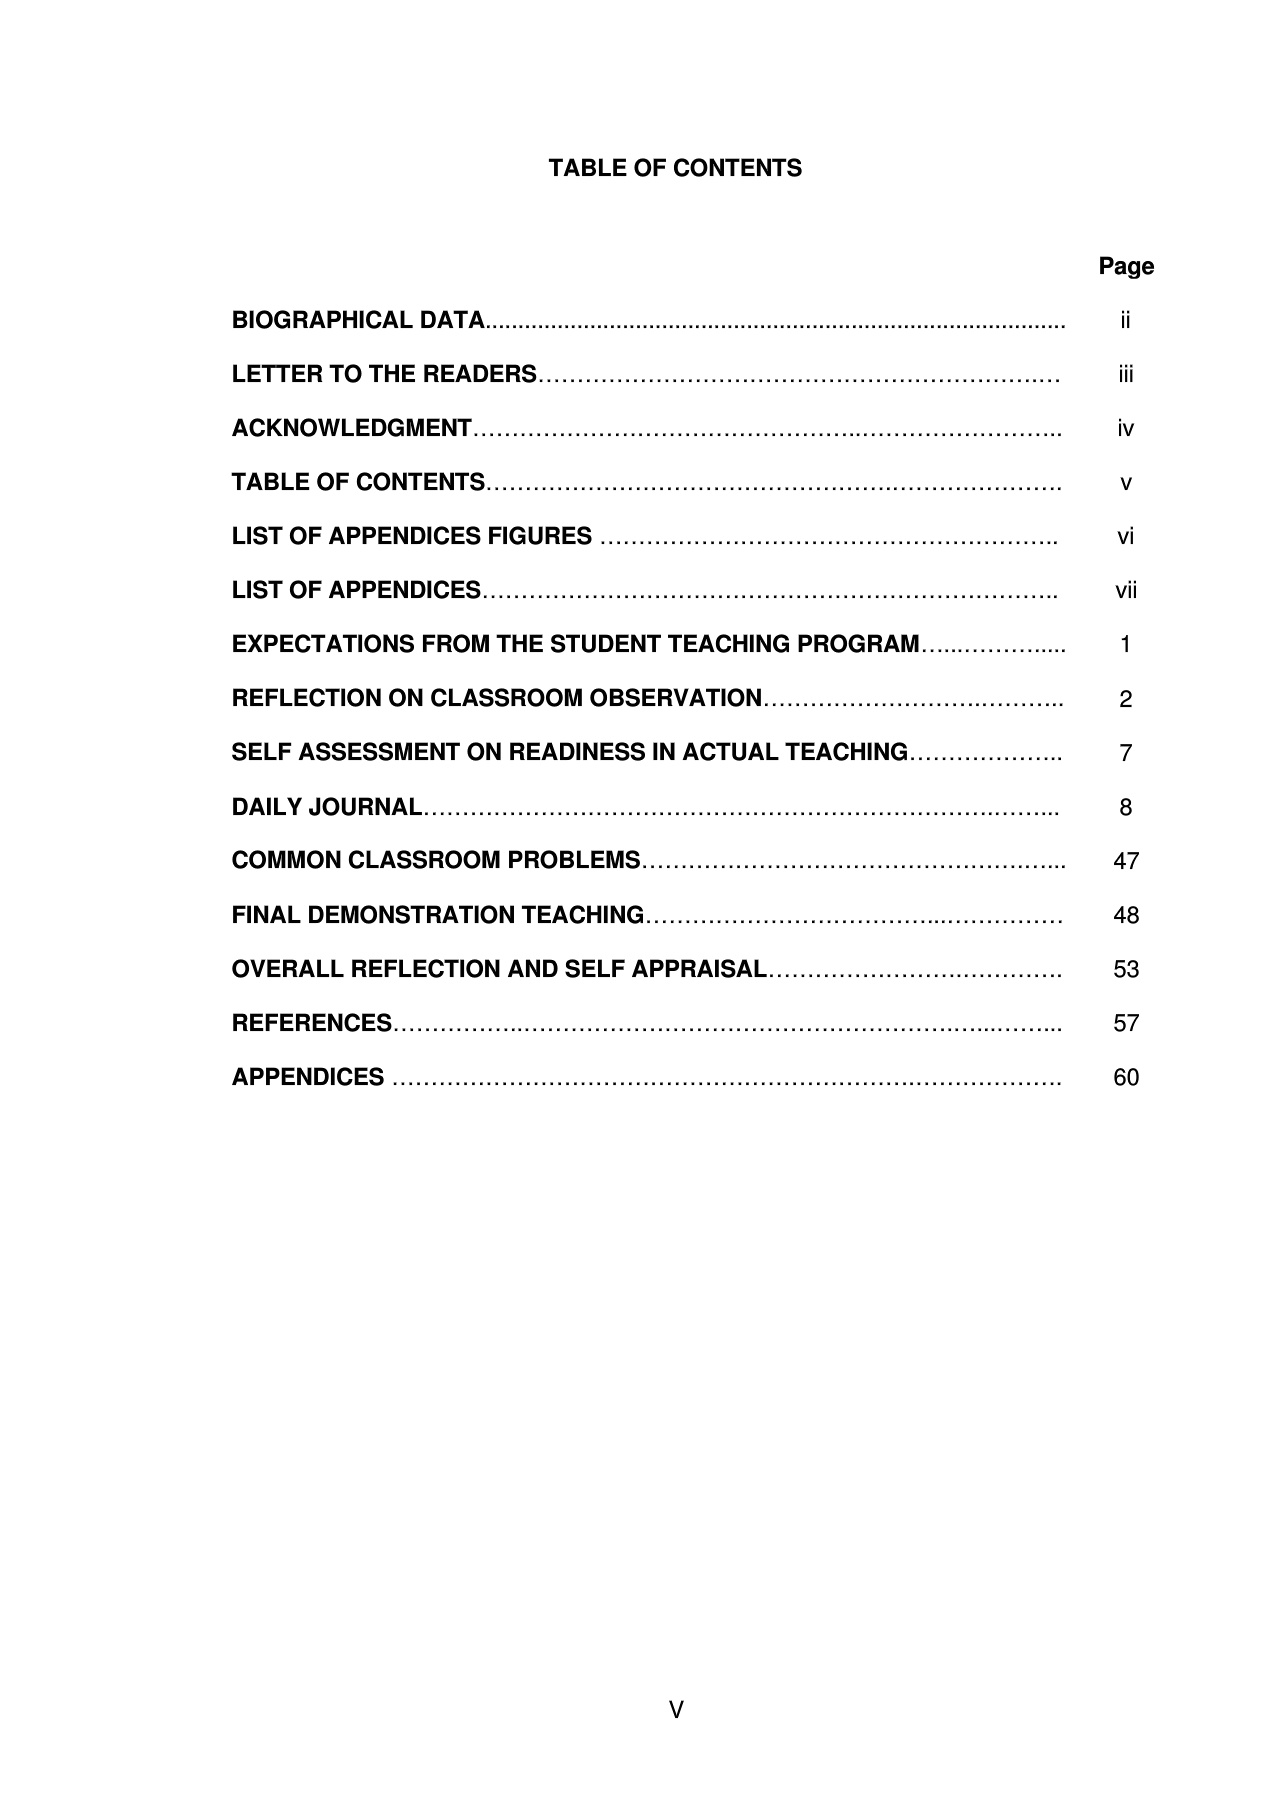 TABLE OF CONTENTS
Page
BIOGRAPHICAL DATA......................................................................................... ii
LETTER TO THE READERS………………………………………………………….… iii
ACKNOWLEDGMENT…………………………………………..…………………….. iv
TABLE OF CONTENTS………………………………………………………………. v
LIST OF APPENDICES FIGURES ………………………………………………….. vi
LIST OF APPENDICES……………………………………………………………….. vii
EXPECTATIONS FROM THE STUDENT TEACHING PROGRAM…...………..... 1
REFLECTION ON CLASSROOM OBSERVATION……………………….……….. 2
SELF ASSESSMENT ON READINESS IN ACTUAL TEACHING……………….. 7
DAILY JOURNAL……………………………………………………………….……... 8
COMMON CLASSROOM PROBLEMS…………………………………………….…... 47
FINAL DEMONSTRATION TEACHING………………………………...…………… 48
OVERALL REFLECTION AND SELF APPRAISAL…………………….…………. 53
REFERENCES……………..……………………………………………….…...……... 57
APPENDICES ………………………………………………………….………………. 60
V